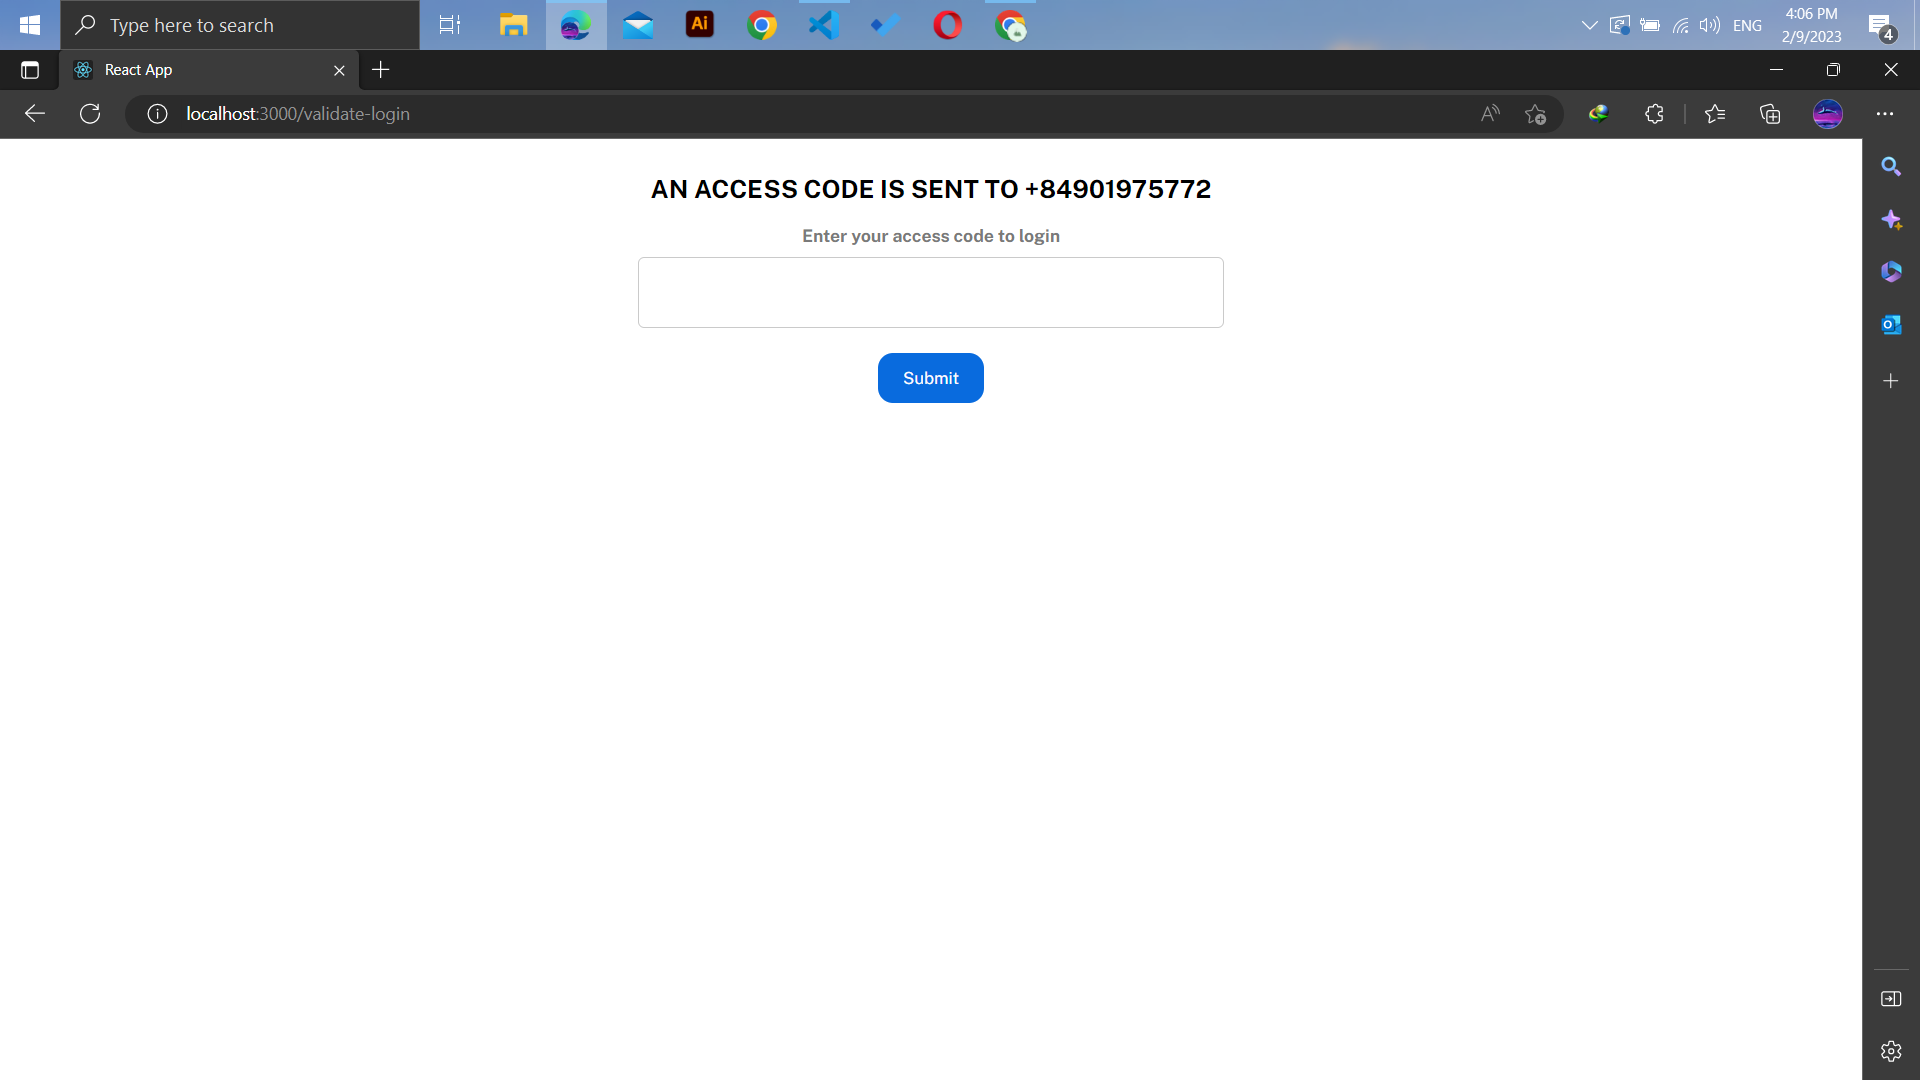 Type here to search
Ai
ENG
4:06 PM
2/9/2023
4
React App
localhost:3000/validate-login
AN ACCESS CODE IS SENT TO +84901975772
Enter your access code to login
Submit